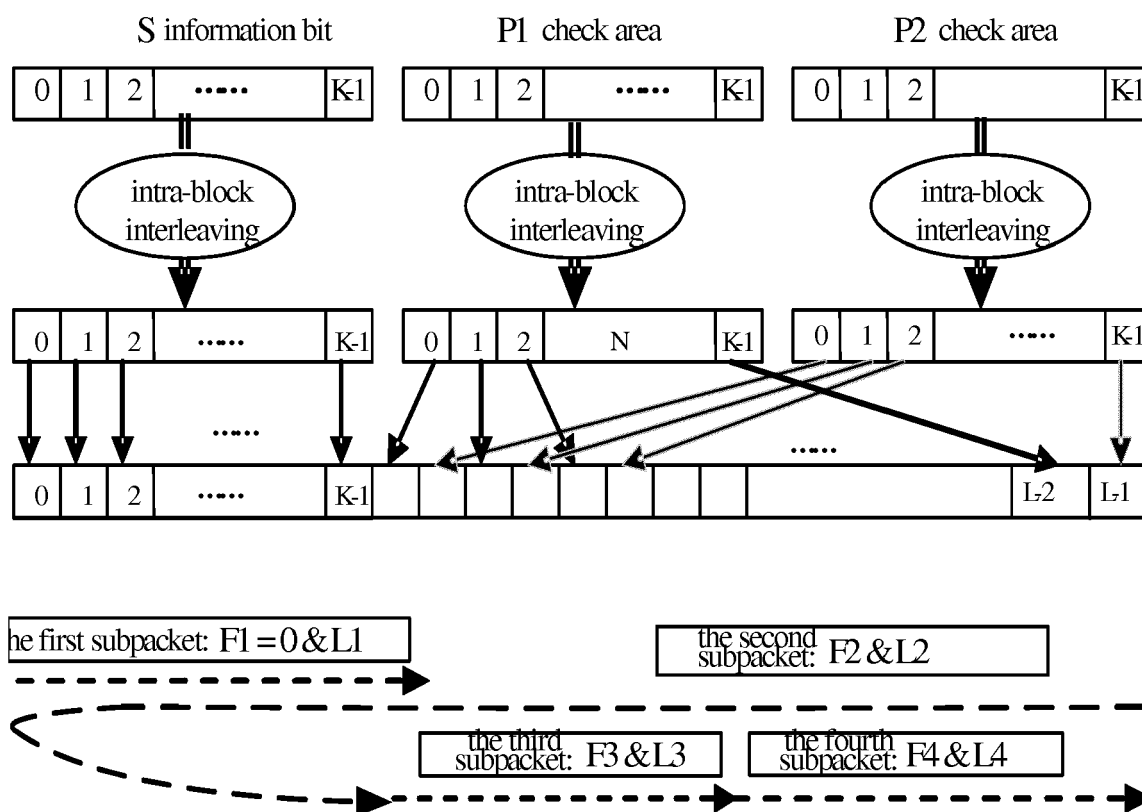 S information bit P1 check area P2 check area
0 1 2 ...... K-1 0 1 2 ...... K-1 0 1 2 K-1
intra-block interleaving intra-block interleaving intra-block interleaving
0 1 2 ...... K-1 0 1 2 N K-1 0 1 2 ...... K-1
...... ......
0 1 2 ...... K-1 L-2 L-1
he first subpacket: F1=0&L1
the second
subpacket: F2&L2
the third
subpacket: F3&L3
the fourth
subpacket: F4&L4